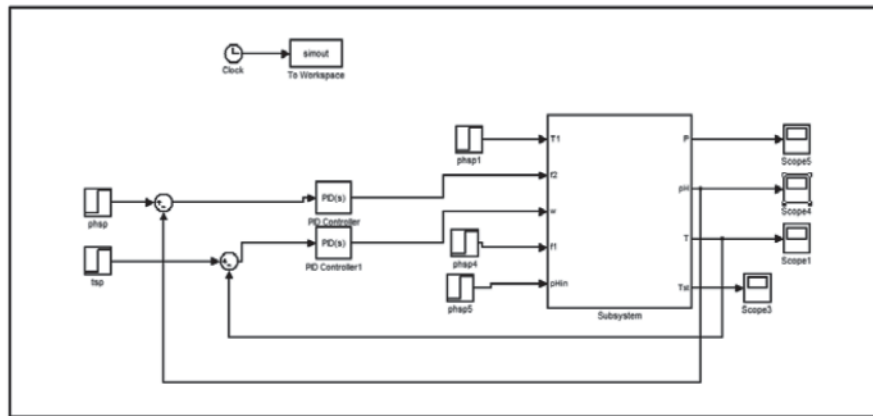 simout
Clock
To Workspace
phsp1
T1
P
Scope5
f2
pH
Scope4
PID(s)
phsp
PID Controller
w
T
Scope1
PID(s)
tsp
PID Controller1
phsp4
f1
phsp5
pHin
Tst
Scope3
Subsystem